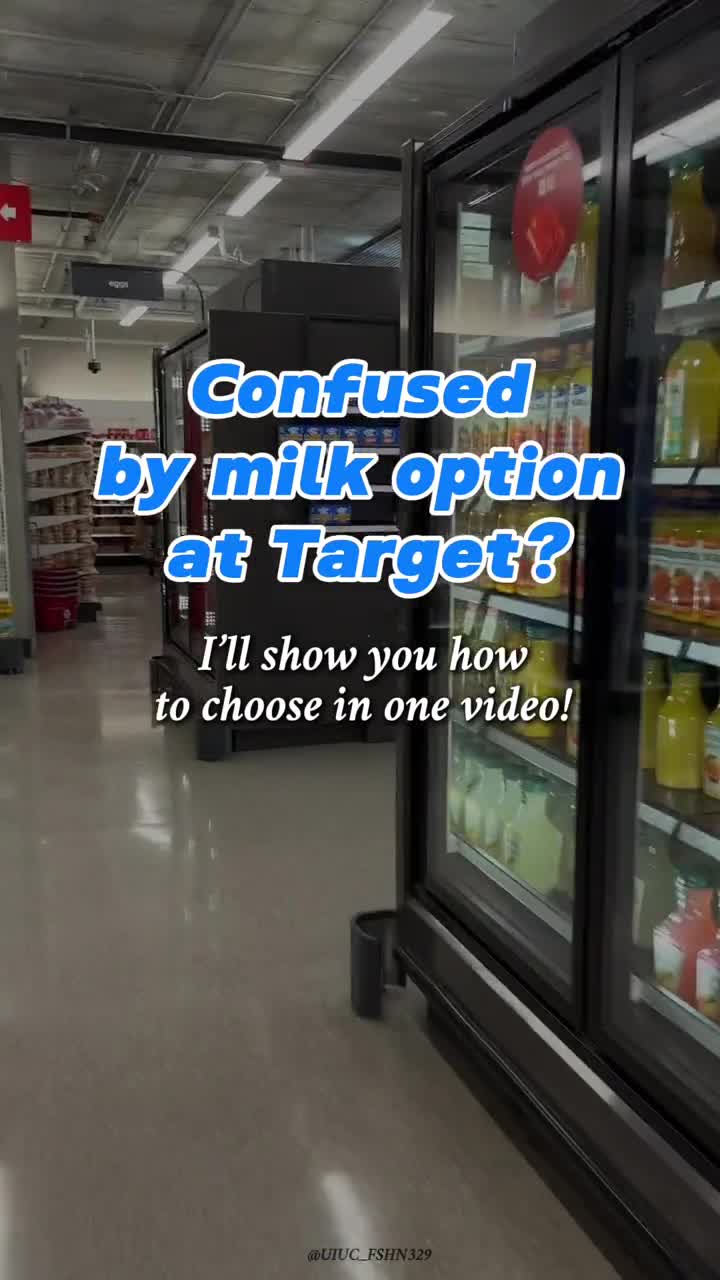 eggs
Confused
by milk option
at Target?
I'll show you how
to choose in one video!
@UIUC_FSHN329